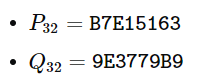 • P32 = B7E15163
• Q32 = 9E3779B9